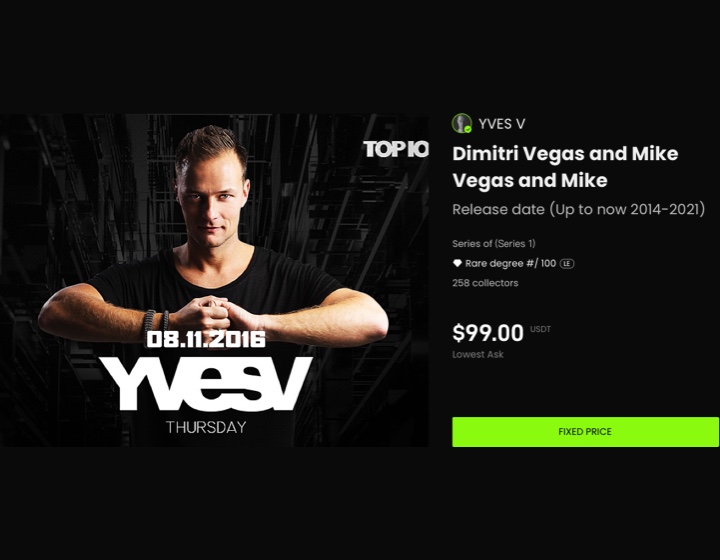 TOP 10
08.11.2016
YVES V
THURSDAY
YVES V
Dimitri Vegas and Mike
Vegas and Mike
Release date (Up to now 2014-2021)
Series of (Series 1)
Rare degree #/ 100 LE
258 collectors
$99.00 USDT
Lowest Ask
FIXED PRICE